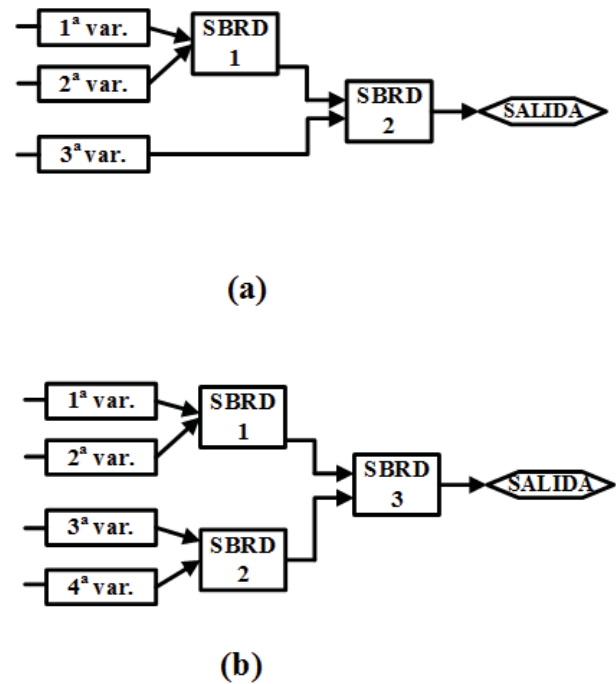 1ª var.
SBRD
1
2ª var.
SBRD
2
SALIDA
3ª var.
(a)
1ª var.
SBRD
1
2ª var.
SBRD
3
SALIDA
3ª var.
SBRD
2
4ª var.
(b)